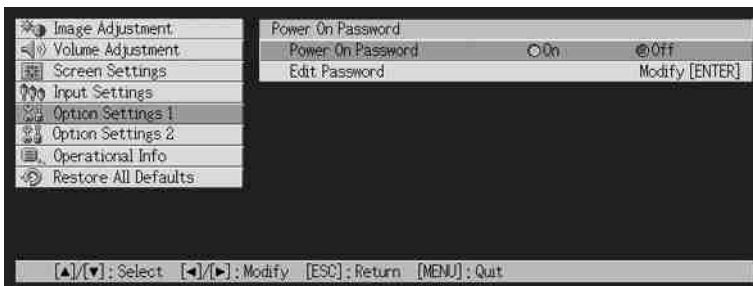 Image Adjustment
Volume Adjustment
Screen Settings
Input Settings
Option Settings 1
Option Settings 2
Operational Info
Restore All Defaults
Power On Password
Power On Password On Off
Edit Password Modify [ENTER]
[▲]/[▼]: Select [◄]/[►]: Modify [ESC]: Return [MENU]: Quit